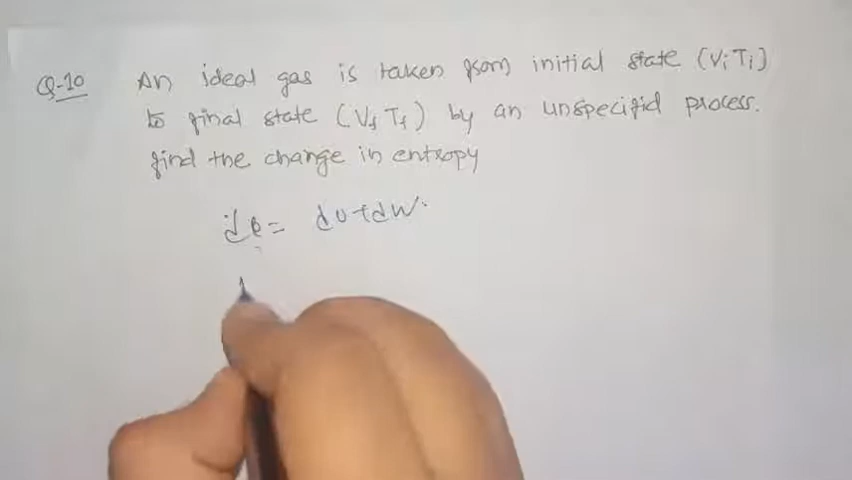 Q-10 An ideal gas is taken from initial state (Vi Ti)
to final state (Vf Tf) by an unspecifid process.
find the change in entropy
dQ = dU + dW.